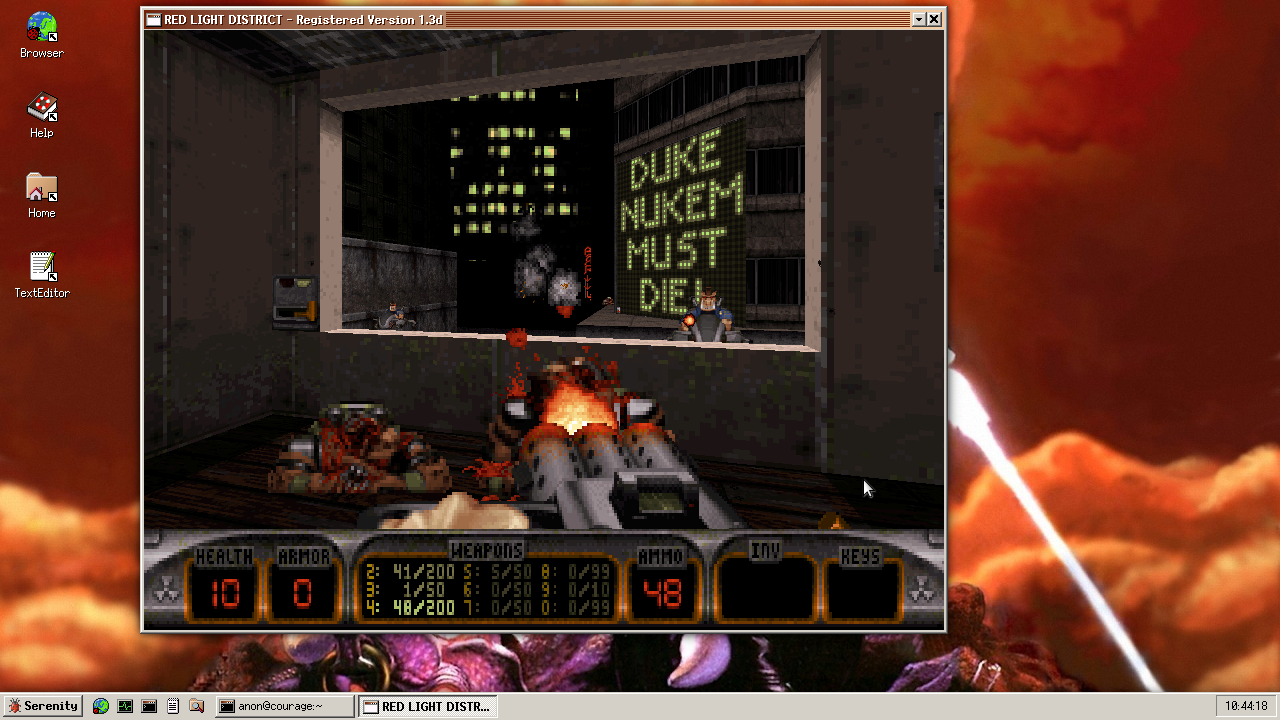 RED LIGHT DISTRICT - Registered Version 1.3d
Browser
Help
Home
TextEditor
DUKE
NUKEM
MUST
DIE!
HEALTH
10
ARMOR
0
WEAPONS
2: 41/200 5: 5/50 8: 0/99
3: 1/50 6: 0/50 9: 0/10
4: 48/200 7: 0/50 0: 0/99
AMMO
48
INV
KEYS
Serenity
anon@courage:~
RED LIGHT DISTR...
10:44:18